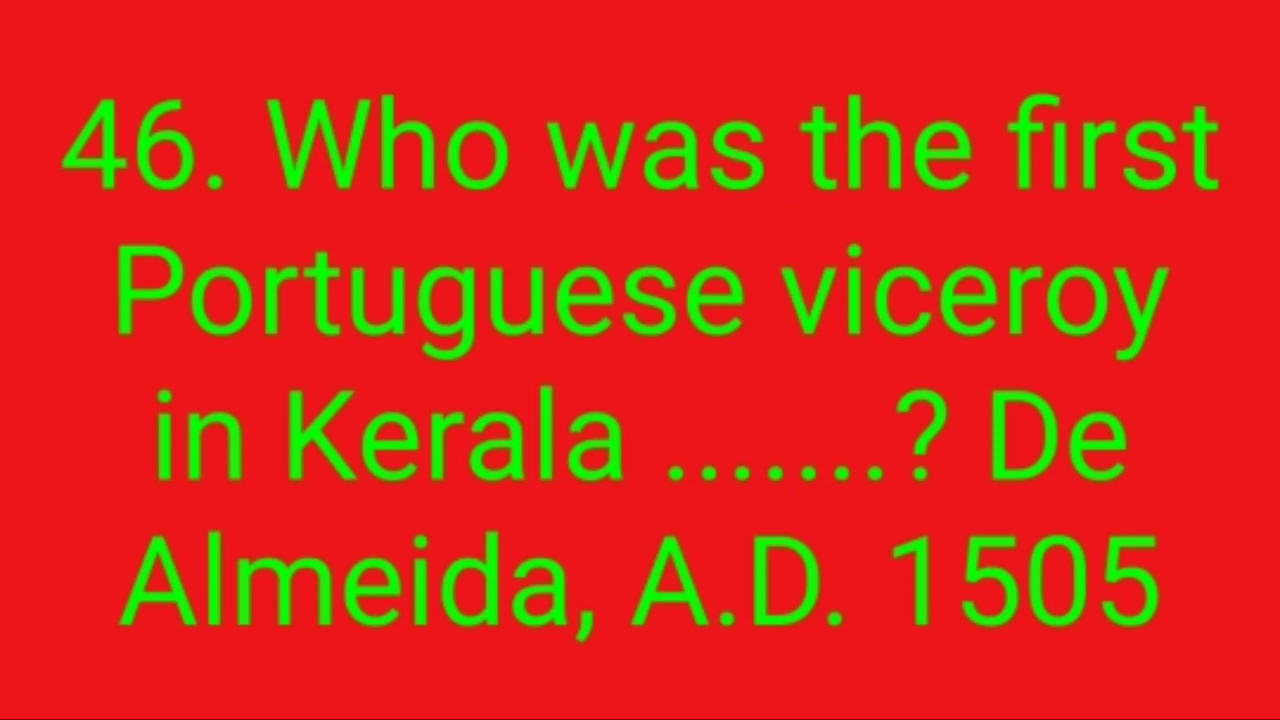 46. Who was the first
Portuguese viceroy
in Kerala .......? De
Almeida, A.D. 1505